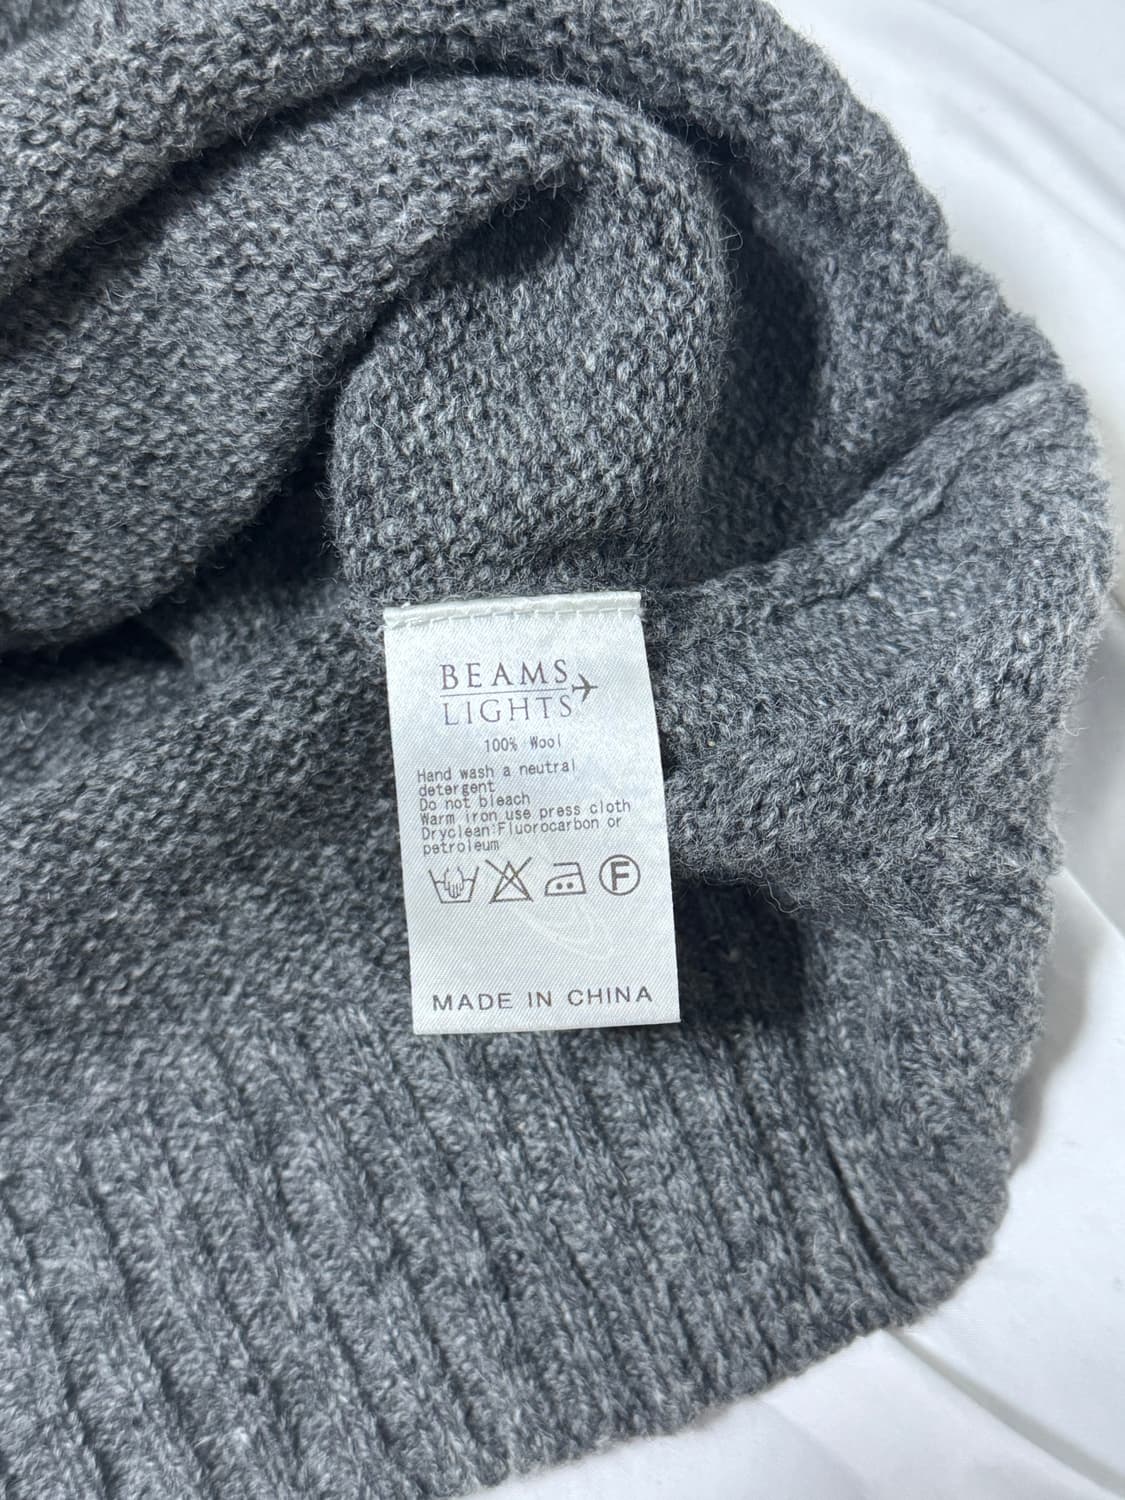 BEAMS
LIGHTS
100% Wool
Hand wash a neutral
detergent
Do not bleach
Warm iron use press cloth
Dryclean:Fluorocarbon or
petroleum
F
MADE IN CHINA